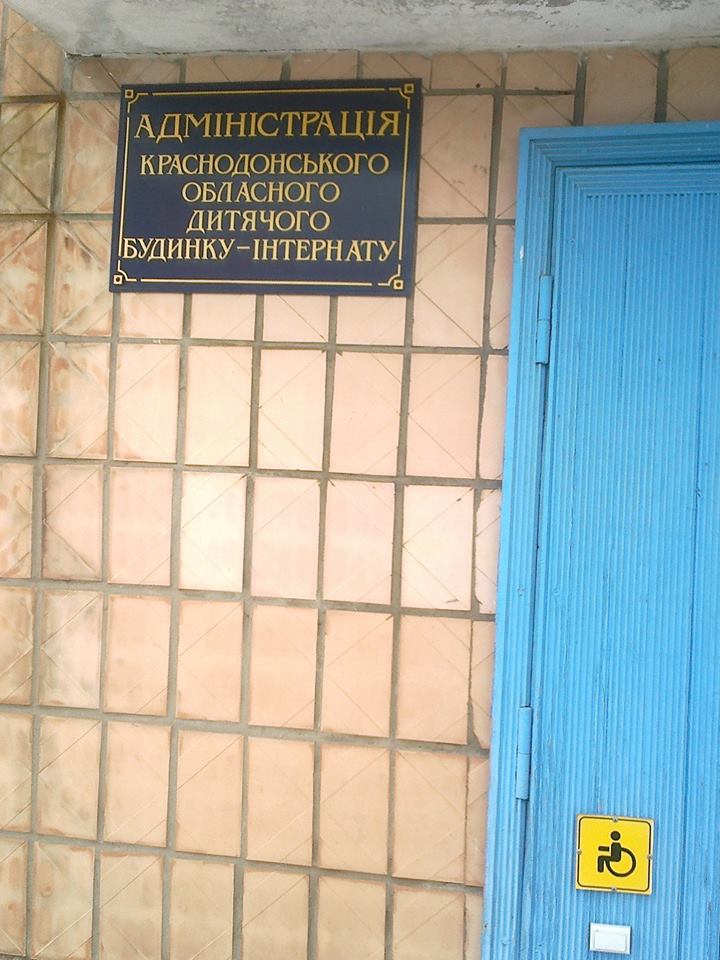 АДМІНІСТРАЦІЯ
КРАСНОДОНСЬКОГО
ОБЛАСНОГО
ДИТЯЧОГО
БУДИНКУ-ІНТЕРНАТУ